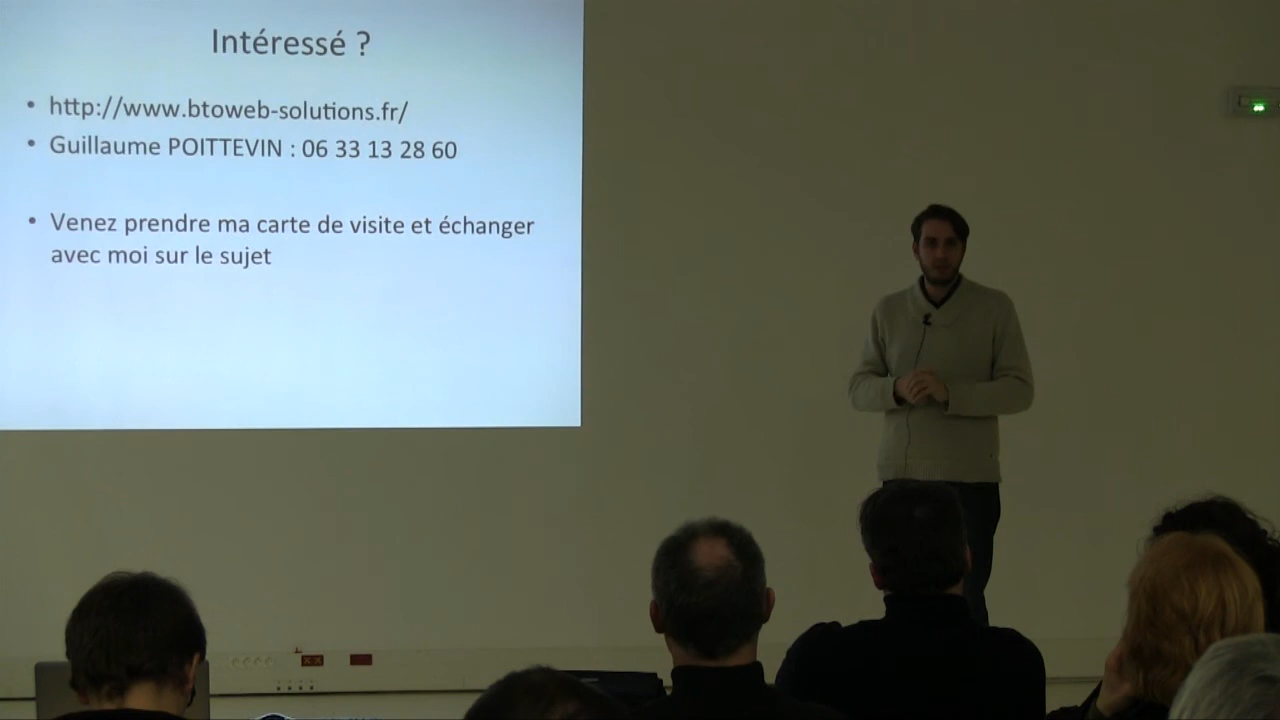 Intéressé ?
• http://www.btoweb-solutions.fr/
• Guillaume POITTEVIN : 06 33 13 28 60
• Venez prendre ma carte de visite et échanger
avec moi sur le sujet